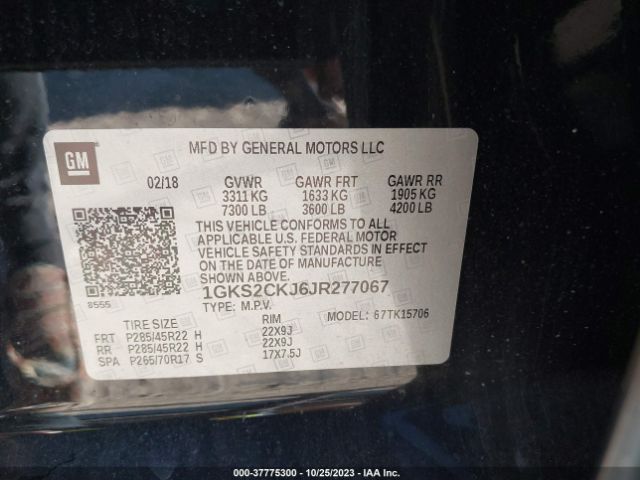 GM
MFD BY GENERAL MOTORS LLC
02/18
GVWR GAWR FRT GAWR RR
3311 KG 1633 KG 1905 KG
7300 LB 3600 LB 4200 LB
THIS VEHICLE CONFORMS TO ALL
APPLICABLE U.S. FEDERAL MOTOR
VEHICLE SAFETY STANDARDS IN EFFECT
ON THE DATE OF MANUFACTURE
SHOWN ABOVE.
8555
1GKS2CKJ6JR277067
TYPE: M.P.V.
MODEL: 67TK15706
TIRE SIZE RIM
FRT P285/45R22 H 22X9J
RR P285/45R22 H 22X9J
SPA P265/70R17 S 17X7.5J
000-37775300 | 10/25/2023 | IAA Inc.